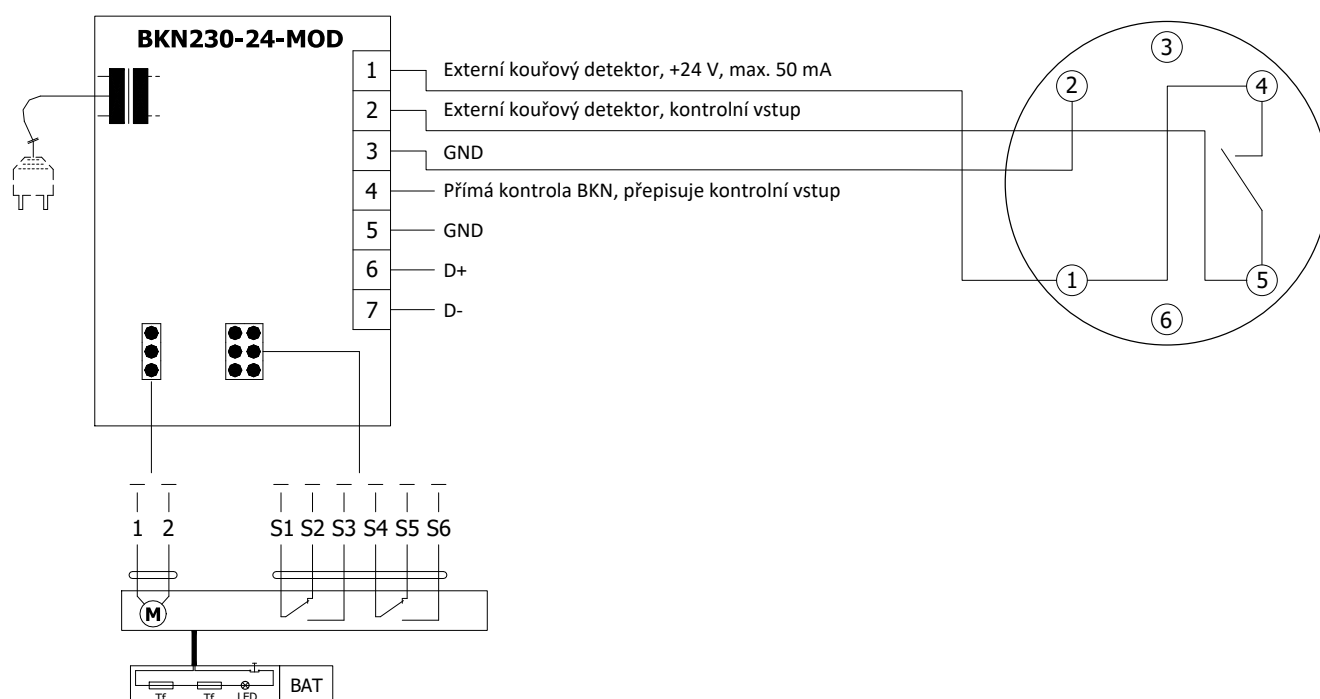 BKN230-24-MOD
1 Externí kouřový detektor, +24 V, max. 50 mA
2 Externí kouřový detektor, kontrolní vstup
3 GND
4 Přímá kontrola BKN, přepisuje kontrolní vstup
5 GND
6 D+
7 D-
3
2 4
1 5
6
1 2 S1 S2 S3 S4 S5 S6
M
BAT
Tf Tf LED